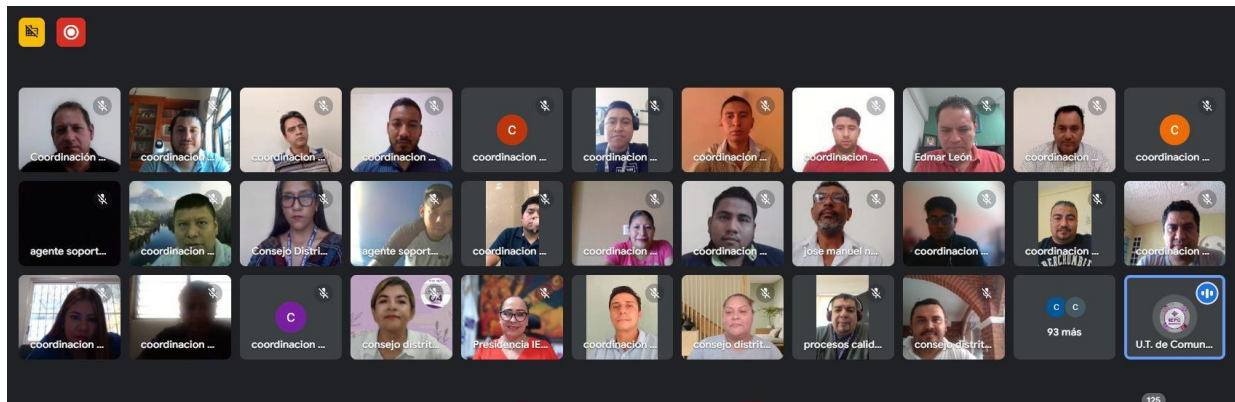 Coordinación ...
coordinacion ...
coordinacion ...
coordinacion ...
C
coordinacion ...
coordinacion ...
coordinacion ...
coordinacion ...
Edmar León
coordinacion ...
C
coordinacion ...
agente soport...
coordinacion ...
Consejo Distri...
agente soport...
coordinacion ...
coordinacion ...
coordinacion ...
jose manuel n...
coordinacion ...
coordinacion ...
coordinacion ...
coordinacion ...
coordinacion ...
C
coordinacion ...
04
consejo distrit...
Presidencia IE...
coordinación ...
consejo distrit...
procesos calid...
consejo distrit...
C C
93 más
U.T. de Comun...
125